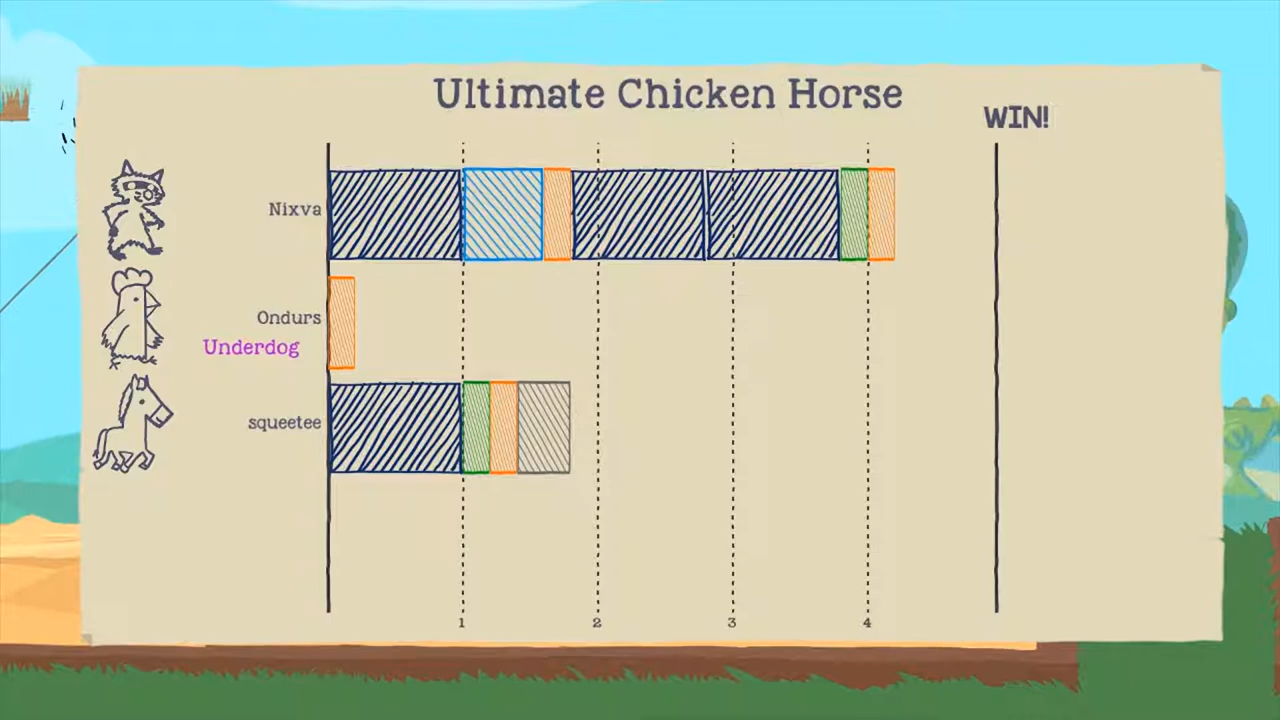 Ultimate Chicken Horse
WIN!
Nixva
Ondurs
Underdog
squeetee
1 2 3 4